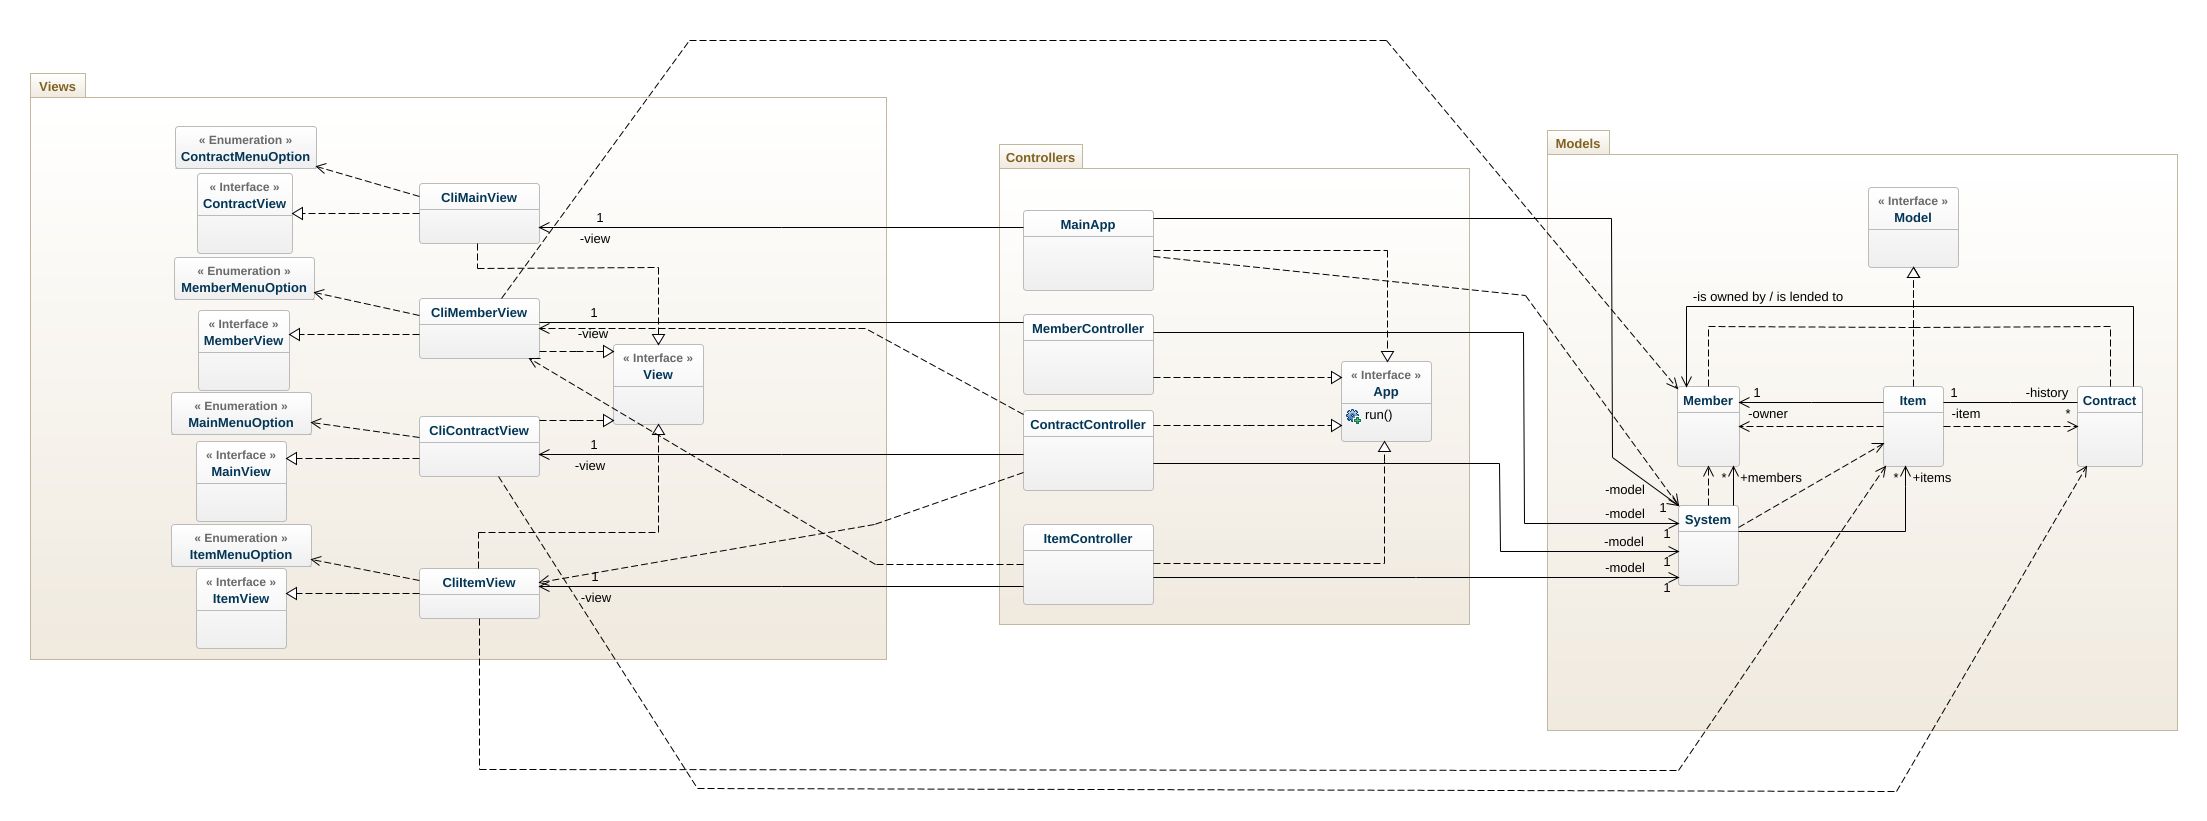 Views
« Enumeration »
ContractMenuOption
« Interface »
ContractView
« Enumeration »
MemberMenuOption
« Interface »
MemberView
« Enumeration »
MainMenuOption
« Interface »
MainView
« Enumeration »
ItemMenuOption
« Interface »
ItemView
CliMainView
CliMemberView
CliContractView
CliItemView
1
-view
1
-view
« Interface »
View
1
-view
1
-view
Controllers
MainApp
MemberController
ContractController
ItemController
« Interface »
App
run()
Models
« Interface »
Model
-is owned by / is lended to
Member
1
-owner
Item
1
-item
-history
*
Contract
*
+members
*
+items
System
-model
1
-model
1
-model
1
-model
1